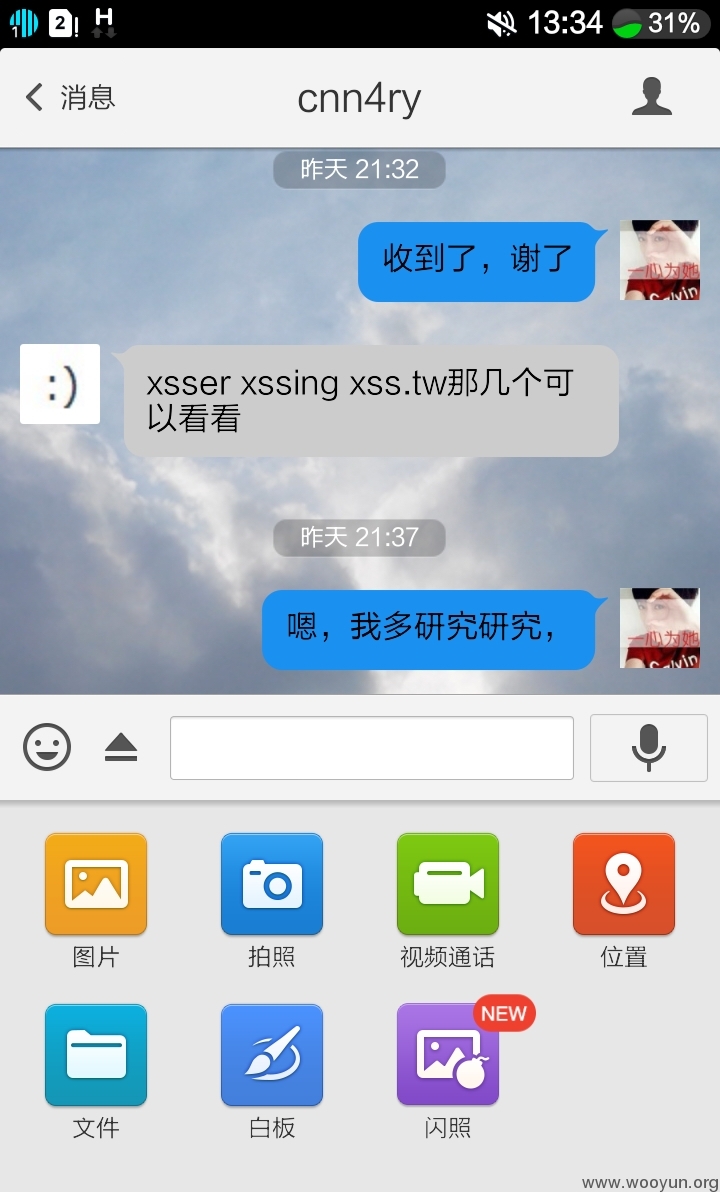 1 2 ! H 13:34 31%
消息 cnn4ry
昨天 21:32
收到了，谢了
一心为她
:)
xsser xssing xss.tw那几个可
以看看
昨天 21:37
嗯，我多研究研究，
一心为她
图片 拍照 视频通话 位置
NEW
文件 白板 闪照
www.wooyun.org